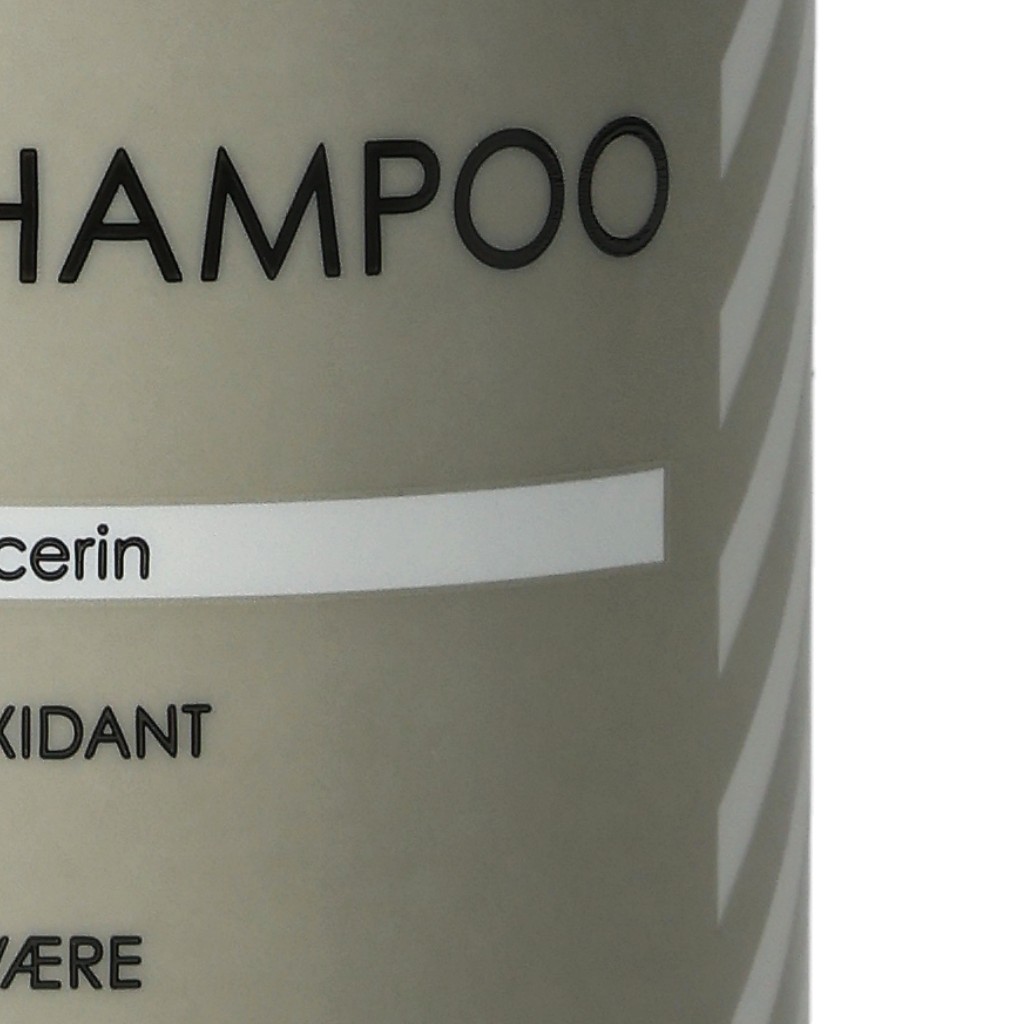 HAMPOO
cerin
XIDANT
VÆRE